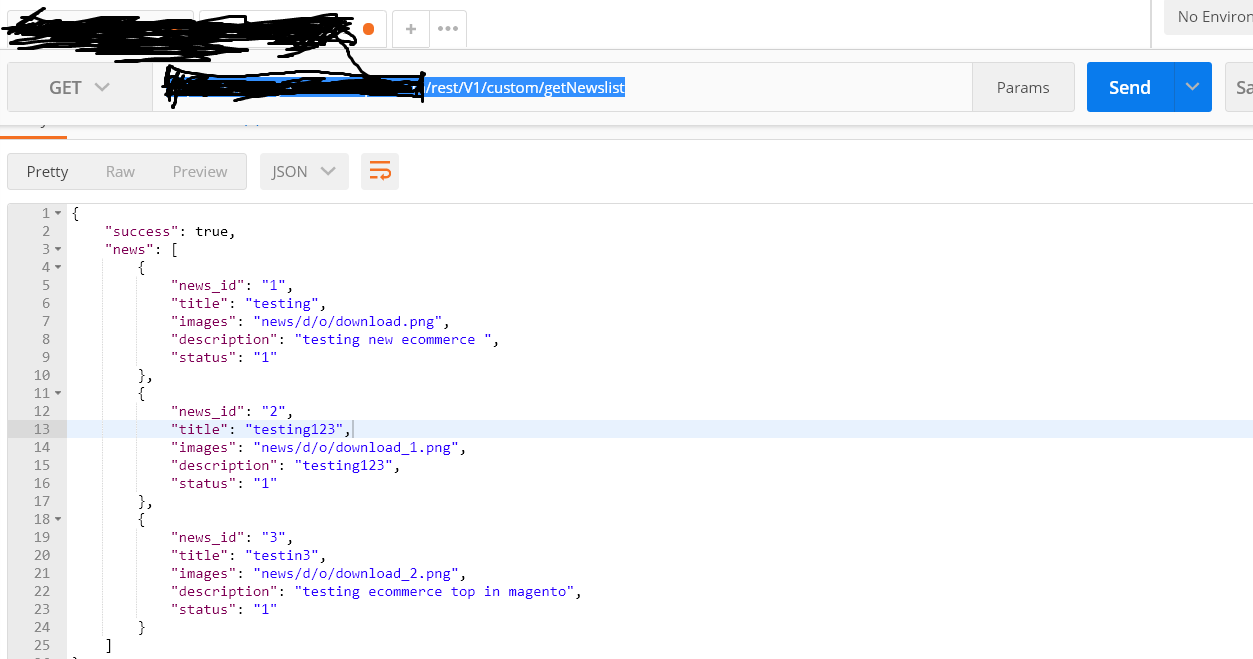 No Environ
GET /rest/V1/custom/getNewslist Params Send Sa
Pretty Raw Preview JSON
1 {
2 "success": true,
3 "news": [
4 {
5 "news_id": "1",
6 "title": "testing",
7 "images": "news/d/o/download.png",
8 "description": "testing new ecommerce ",
9 "status": "1"
10 },
11 {
12 "news_id": "2",
13 "title": "testing123",
14 "images": "news/d/o/download_1.png",
15 "description": "testing123",
16 "status": "1"
17 },
18 {
19 "news_id": "3",
20 "title": "testin3",
21 "images": "news/d/o/download_2.png",
22 "description": "testing ecommerce top in magento",
23 "status": "1"
24 }
25 ]